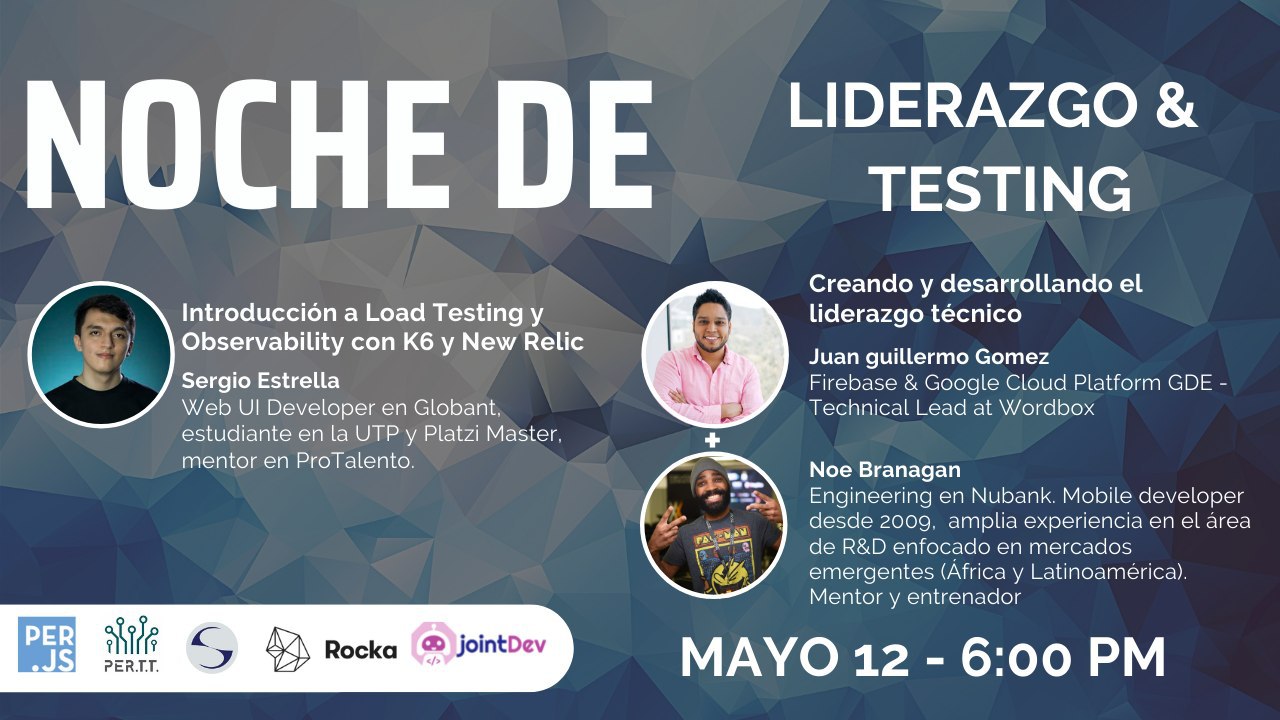 NOCHE DE
LIDERAZGO &
TESTING
Introducción a Load Testing y
Observability con K6 y New Relic
Sergio Estrella
Web UI Developer en Globant,
estudiante en la UTP y Platzi Master,
mentor en ProTalento.
Creando y desarrollando el
liderazgo técnico
Juan guillermo Gomez
Firebase & Google Cloud Platform GDE -
Technical Lead at Wordbox
+
Noe Branagan
Engineering en Nubank. Mobile developer
desde 2009,  amplia experiencia en el área
de R&D enfocado en mercados
emergentes (África y Latinoamérica).
Mentor y entrenador
PER
.JS
PER.T.T.
S
Rocka
</>
jointDev
MAYO 12 - 6:00 PM